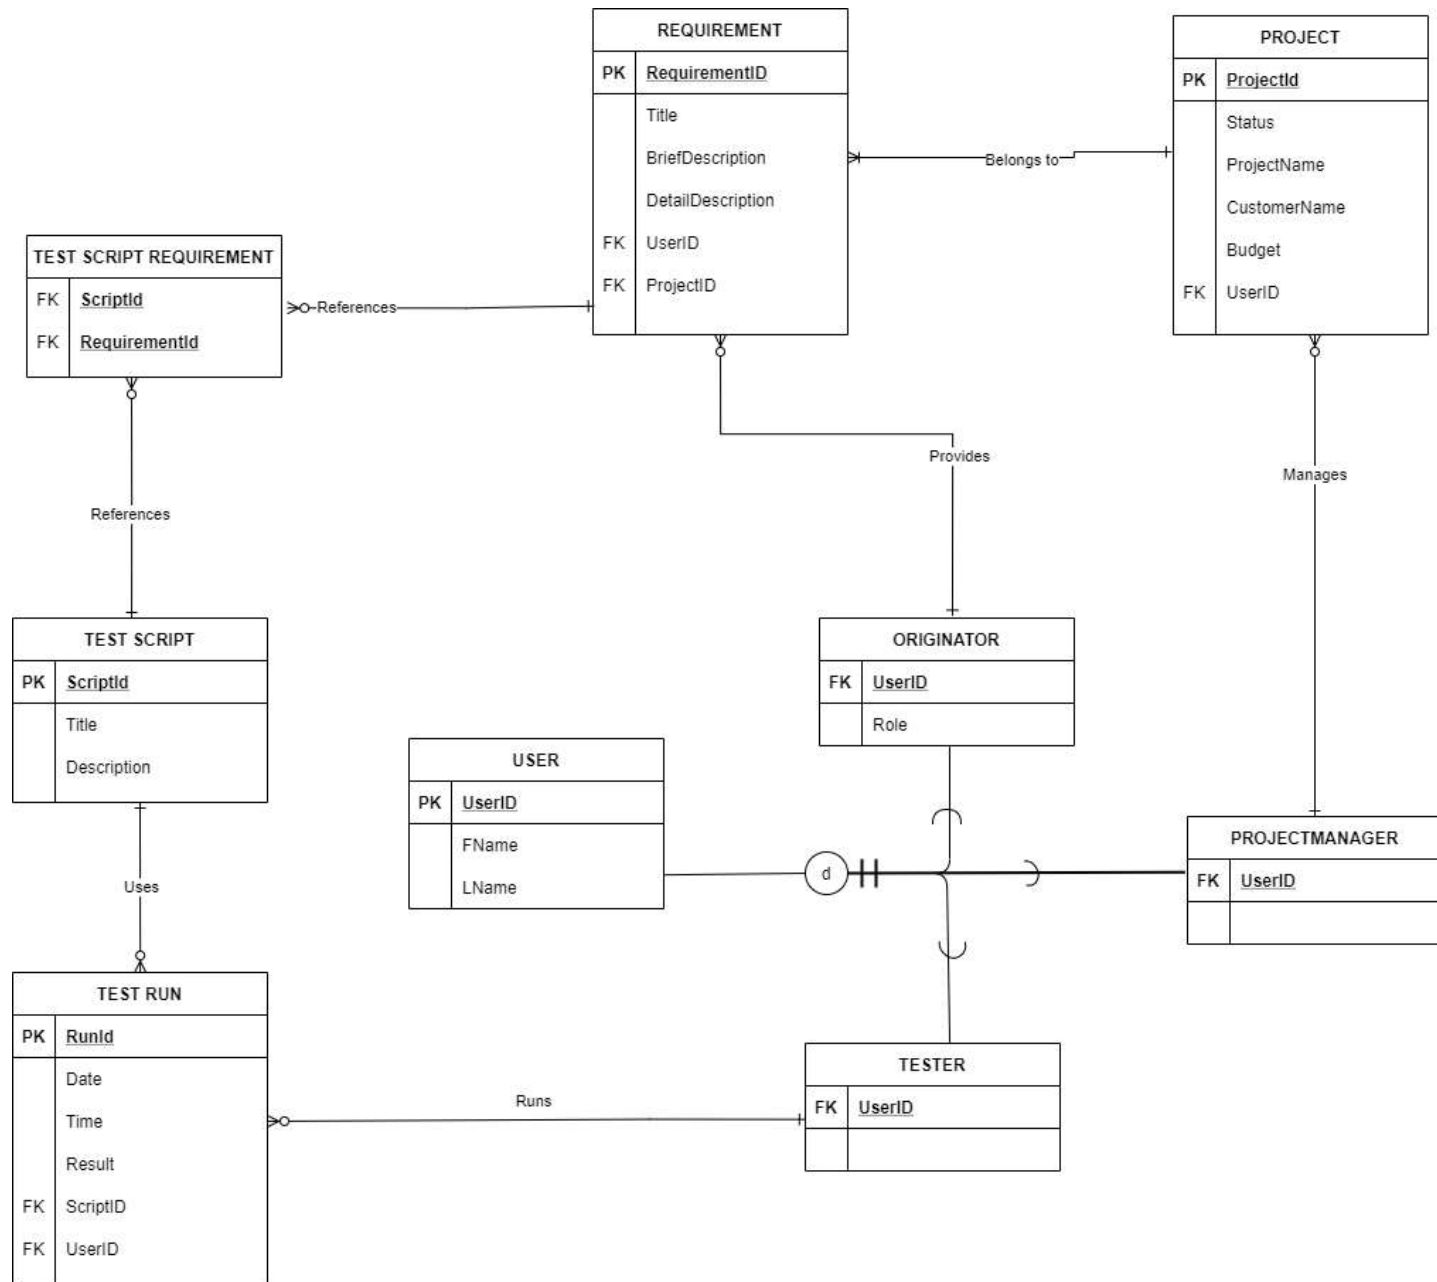 REQUIREMENT
PK RequirementID
Title
BriefDescription
DetailDescription
FK UserID
FK ProjectID
PROJECT
PK ProjectId
Status
ProjectName
CustomerName
Budget
FK UserID
Belongs to
TEST SCRIPT REQUIREMENT
FK ScriptId
FK RequirementId
References
Provides
Manages
References
TEST SCRIPT
PK ScriptId
Title
Description
ORIGINATOR
FK UserID
Role
USER
PK UserID
FName
LName
d
PROJECTMANAGER
FK UserID
Uses
TEST RUN
PK RunId
Date
Time
Result
FK ScriptID
FK UserID
Runs
TESTER
FK UserID